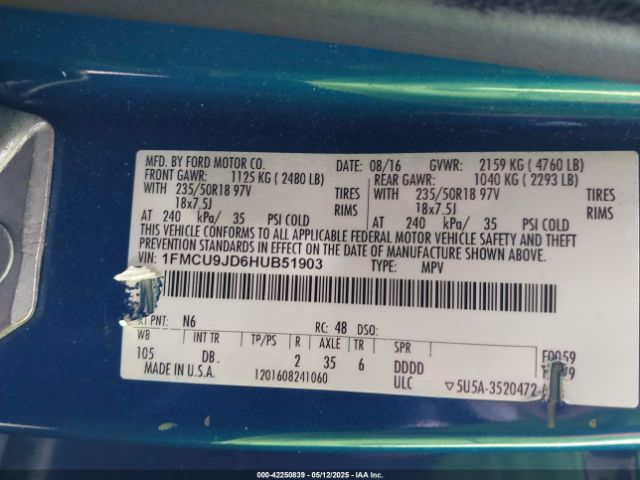 MFD. BY FORD MOTOR CO. DATE: 08/16 GVWR: 2159 KG ( 4760 LB)
FRONT GAWR: 1125 KG ( 2480 LB) REAR GAWR: 1040 KG ( 2293 LB)
WITH 235/50R18 97V TIRES WITH 235/50R18 97V TIRES
18x7.5J RIMS 18x7.5J RIMS
AT 240 kPa/ 35 PSI COLD AT 240 kPa/ 35 PSI COLD
THIS VEHICLE CONFORMS TO ALL APPLICABLE FEDERAL MOTOR VEHICLE SAFETY AND THEFT
PREVENTION STANDARDS IN EFFECT ON THE DATE OF MANUFACTURE SHOWN ABOVE.
VIN: 1FMCU9JD6HUB51903 TYPE: MPV
PNT: N6 RC: 48 DSO:
WB INT TR TP/PS R AXLE TR SPR
105 DB. 2 35 6 DDDD
MADE IN U.S.A. 1201608241060 ULC ▽5U5A-3520472-
000-42250839 - 05/12/2025 - IAAI.COM